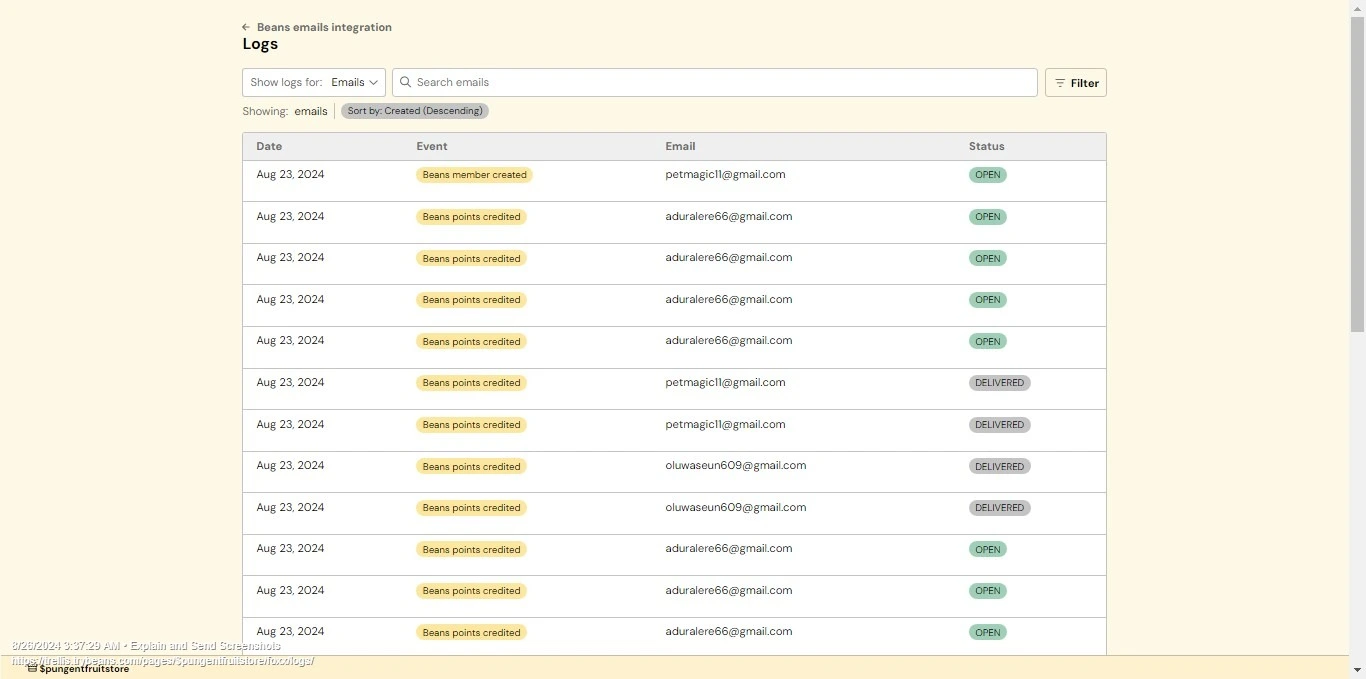 ← Beans emails integration
Logs
Show logs for: Emails Search emails Filter
Showing: emails Sort by: Created (Descending)
Date Event Email Status
Aug 23, 2024 Beans member created petmagic11@gmail.com OPEN
Aug 23, 2024 Beans points credited aduralere66@gmail.com OPEN
Aug 23, 2024 Beans points credited aduralere66@gmail.com OPEN
Aug 23, 2024 Beans points credited aduralere66@gmail.com OPEN
Aug 23, 2024 Beans points credited aduralere66@gmail.com OPEN
Aug 23, 2024 Beans points credited petmagic11@gmail.com DELIVERED
Aug 23, 2024 Beans points credited petmagic11@gmail.com DELIVERED
Aug 23, 2024 Beans points credited oluwaseun609@gmail.com DELIVERED
Aug 23, 2024 Beans points credited oluwaseun609@gmail.com DELIVERED
Aug 23, 2024 Beans points credited aduralere66@gmail.com OPEN
Aug 23, 2024 Beans points credited aduralere66@gmail.com OPEN
Aug 23, 2024 Beans points credited aduralere66@gmail.com OPEN
8/26/2024 3:37:29 AM • Explain and Send Screenshots
https://trellis.trybeans.com/pages/$pungentfruitstore/foxxlogs/
$pungentfruitstore